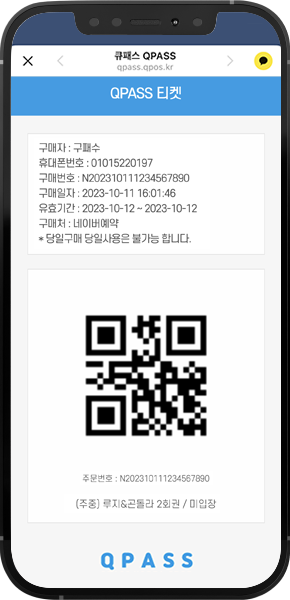 큐패스 QPASS
qpass.qpos.kr
QPASS 티켓
구매자 : 구패수
휴대폰번호 : 01015220197
구매번호 : N202310111234567890
구매일자 : 2023-10-11 16:01:46
유효기간 : 2023-10-12 ~ 2023-10-12
구매처 : 네이버예약
* 당일구매 당일사용은 불가능 합니다.
주문번호 : N202310111234567890
(주중) 루지&곤돌라 2회권 / 미입장
QPASS